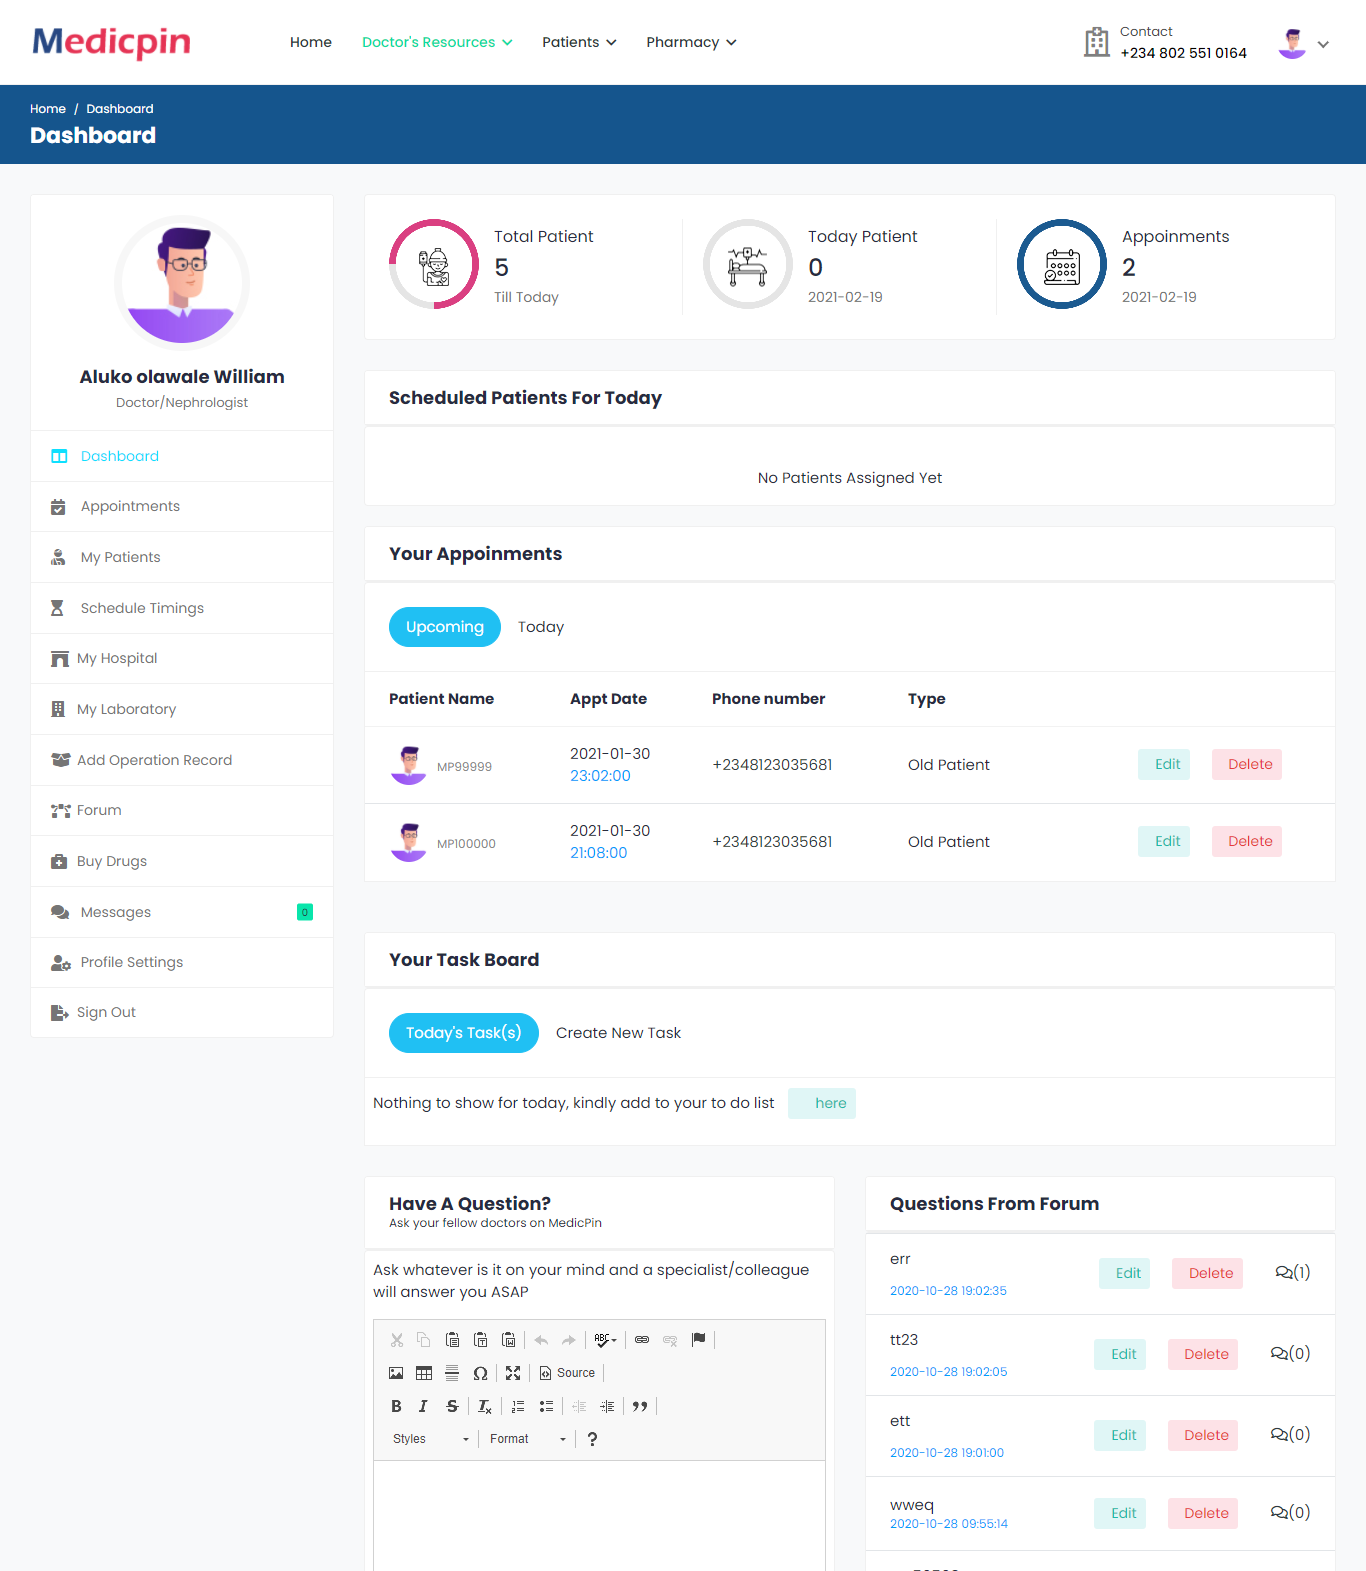 Medicpin
Home
Doctor's Resources
Patients
Pharmacy
Contact
+234 802 551 0164
Home / Dashboard
Dashboard
Aluko olawale William
Doctor/Nephrologist
Dashboard
Appointments
My Patients
Schedule Timings
My Hospital
My Laboratory
Add Operation Record
Forum
Buy Drugs
Messages 0
Profile Settings
Sign Out
Total Patient
5
Till Today
Today Patient
0
2021-02-19
Appoinments
2
2021-02-19
Scheduled Patients For Today
No Patients Assigned Yet
Your Appoinments
Upcoming Today
Patient Name Appt Date Phone number Type
MP99999 2021-01-30 23:02:00 +2348123035681 Old Patient Edit Delete
MP100000 2021-01-30 21:08:00 +2348123035681 Old Patient Edit Delete
Your Task Board
Today's Task(s) Create New Task
Nothing to show for today, kindly add to your to do list here
Have A Question?
Ask your fellow doctors on MedicPin
Ask whatever is it on your mind and a specialist/colleague
will answer you ASAP
ABC
Ω Source
B I S Tx
Styles Format ?
Questions From Forum
err
2020-10-28 19:02:35
Edit Delete (1)
tt23
2020-10-28 19:02:05
Edit Delete (0)
ett
2020-10-28 19:01:00
Edit Delete (0)
wweq
2020-10-28 09:55:14
Edit Delete (0)